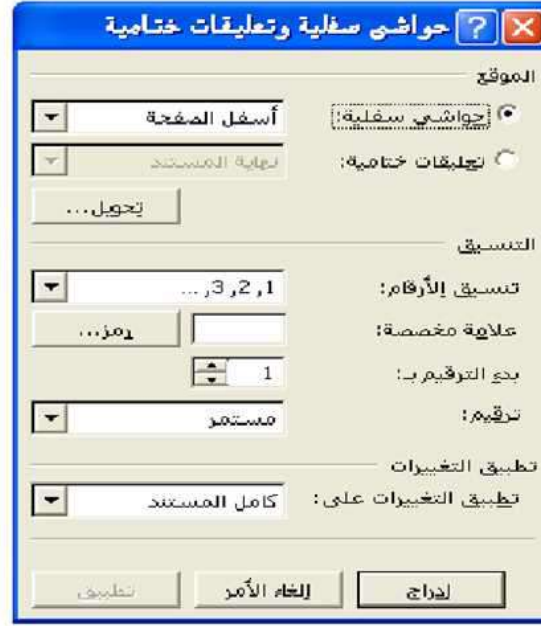 حواشي سفلية وتعليقات ختامية
الموقع
حواشي سفلية: أسفل الصفحة
تعليقات ختامية: نهاية المستند
تحويل...
التنسيق
تنسيق الأرقام: 1, 2, 3, ...
علامة مخصصة: رمز...
بدء الترقيم بـ: 1
ترقيم: مستمر
تطبيق التغييرات
تطبيق التغييرات على: كامل المستند
إدراج إلغاء الأمر تطبيق